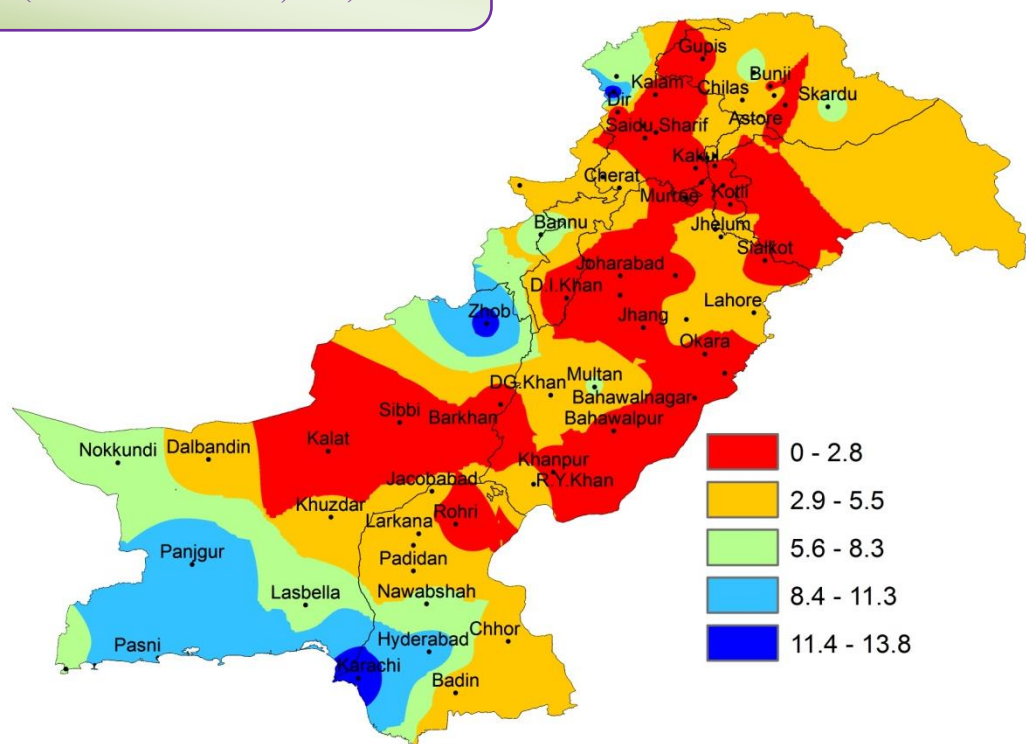 Gupis
Kalam
Bunji
Chilas
Skardu
Dir
Astore
Saidu Sharif
Kakul
Cherat
Murree
Kotli
Bannu
Jhelum
Sialkot
Joharabad
D.I.Khan
Lahore
Zhob
Jhang
Okara
DG.Khan
Multan
Bahawalnagar
Sibbi
Barkhan
Bahawalpur
Kalat
Nokkundi
Dalbandin
Khanpur
R.Y.Khan
Jacobabad
Khuzdar
Rohri
Larkana
Panjgur
Padidan
Lasbella
Nawabshah
Pasni
Hyderabad
Chhor
Karachi
Badin
0 - 2.8
2.9 - 5.5
5.6 - 8.3
8.4 - 11.3
11.4 - 13.8